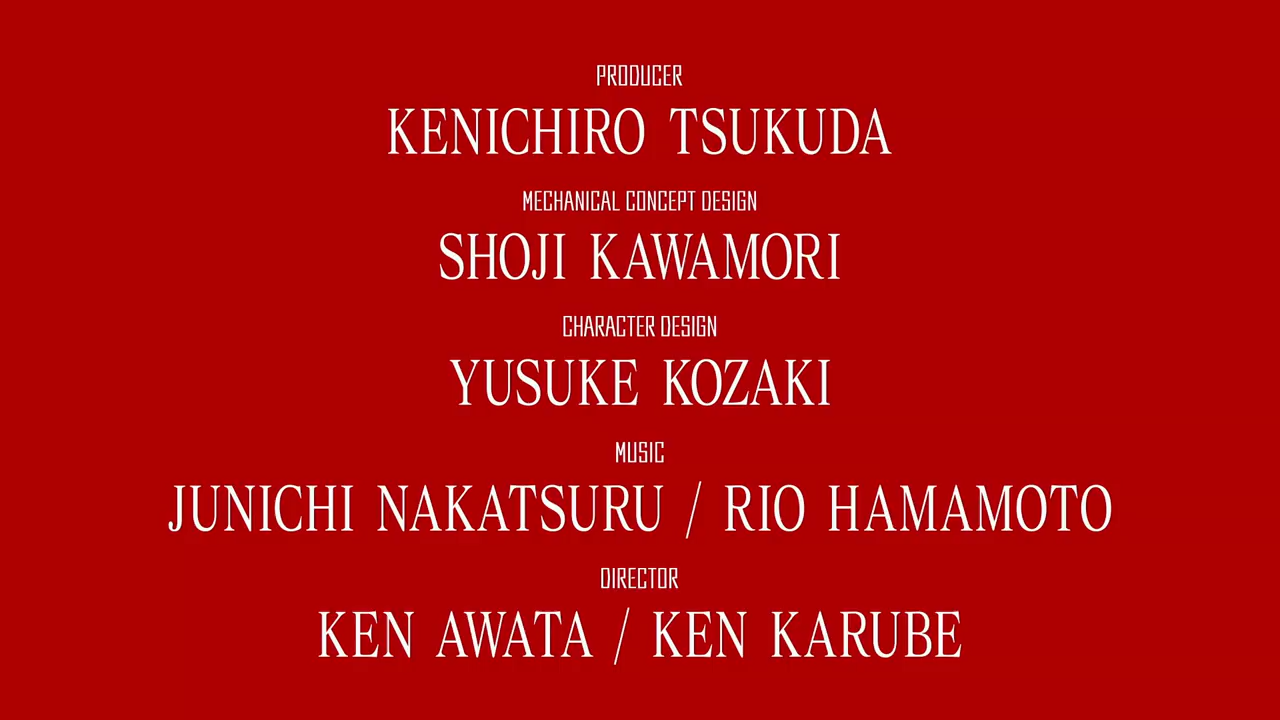 PRODUCER
KENICHIRO TSUKUDA
MECHANICAL CONCEPT DESIGN
SHOJI KAWAMORI
CHARACTER DESIGN
YUSUKE KOZAKI
MUSIC
JUNICHI NAKATSURU / RIO HAMAMOTO
DIRECTOR
KEN AWATA / KEN KARUBE